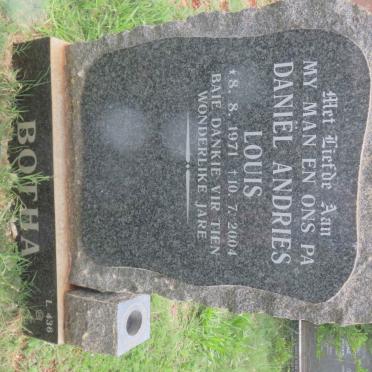 Met Liefde Aan
MY MAN EN ONS PA
DANIEL ANDRIES
LOUIS
* 8. 8. 1971 † 10. 7. 2004
BAIE DANKIE VIR TIEN
WONDERLIKE JARE
BOTHA
L. 436